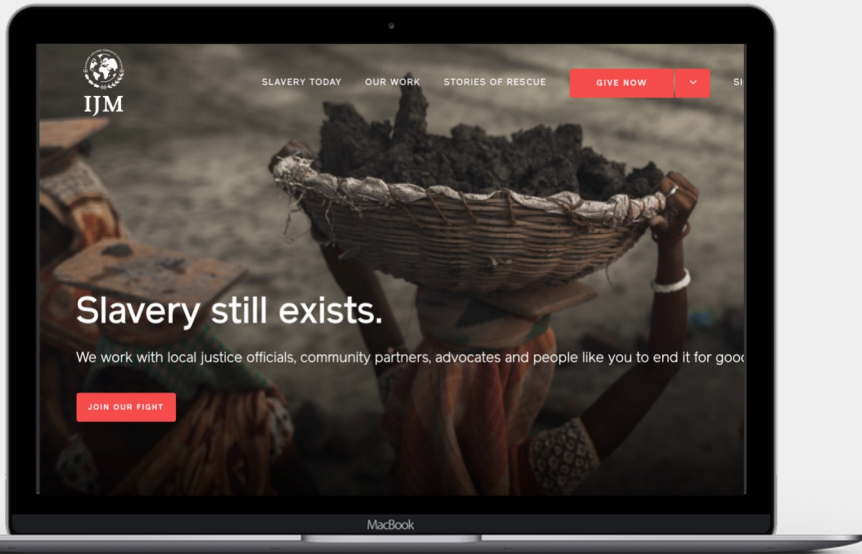 IJM
SLAVERY TODAY OUR WORK STORIES OF RESCUE GIVE NOW
Slavery still exists.
We work with local justice officials, community partners, advocates and people like you to end it for
JOIN OUR FIGHT
MacBook